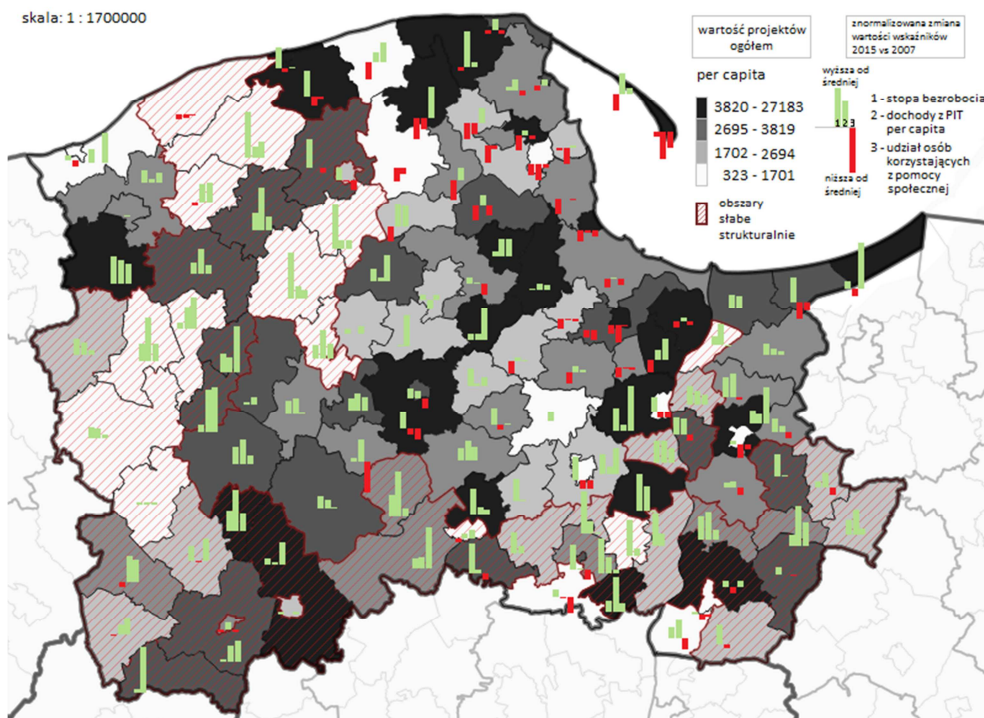 skala: 1 : 1700000
wartość projektów
ogółem
per capita
3820 - 27183
2695 - 3819
1702 - 2694
323 - 1701
obszary
słabe
strukturalnie
znormalizowana zmiana
wartości wskaźników
2015 vs 2007
wyższa od
średniej
1 2 3
niższa od
średniej
1 - stopa bezrobocia
2 - dochody z PIT
per capita
3 - udział osób
korzystających
z pomocy
społecznej